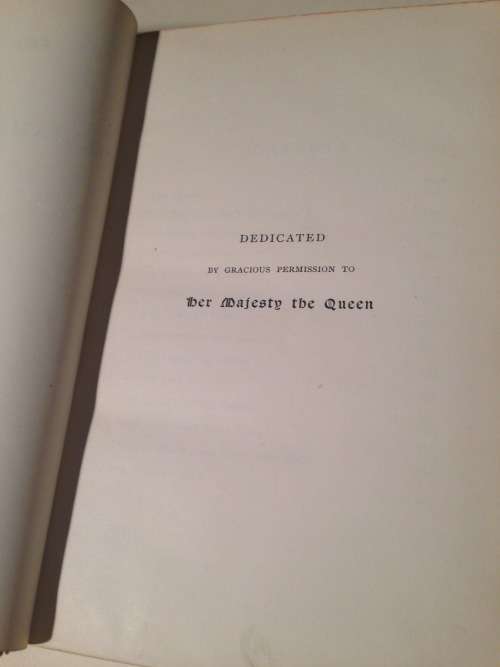 DEDICATED
BY GRACIOUS PERMISSION TO
Her Majesty the Queen